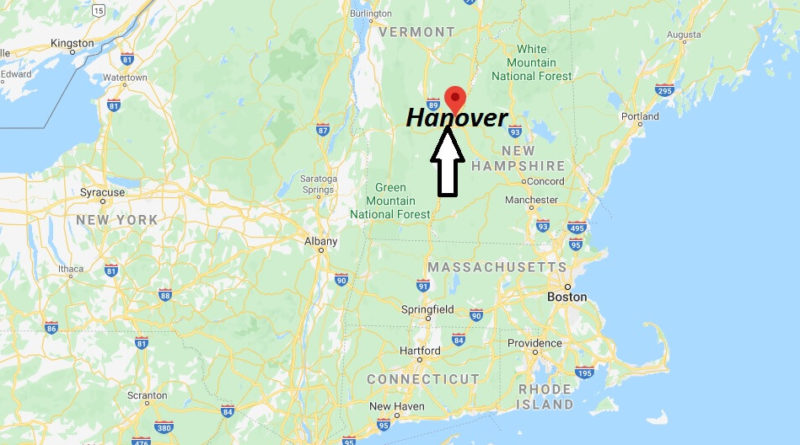 15
Burlington
VERMONT
Augusta
Kingston
81
White
Mountain
National Forest
Edward
Watertown
81
295
89
Hanover
Portland
87
93
NEW
HAMPSHIRE
Saratoga
Springs
Concord
Green
Mountain
National Forest
Syracuse
Manchester
NEW YORK
93
495
95
Albany
Ithaca
81
90
MASSACHUSETTS
88
91
Boston
Springfield
90
86
81
84
Hartford
Providence
CONNECTICUT
195
Scranton
RHODE
ISLAND
84
New Haven
380
95
476